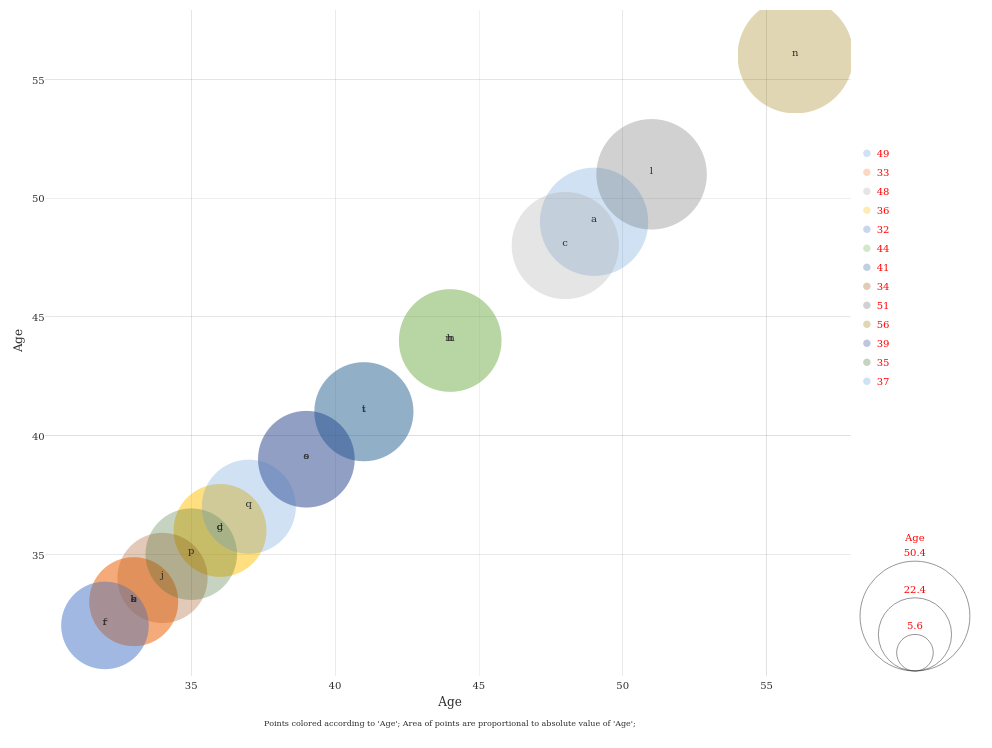 n
55
49
33
l
48
50
36
a
32
c
44
41
34
51
45
56
m
39
35
37
Age
40
q
Age
50.4
p
35
j
22.4
5.6
35
40
45
50
55
Age
Points colored according to 'Age'; Area of points are proportional to absolute value of 'Age';